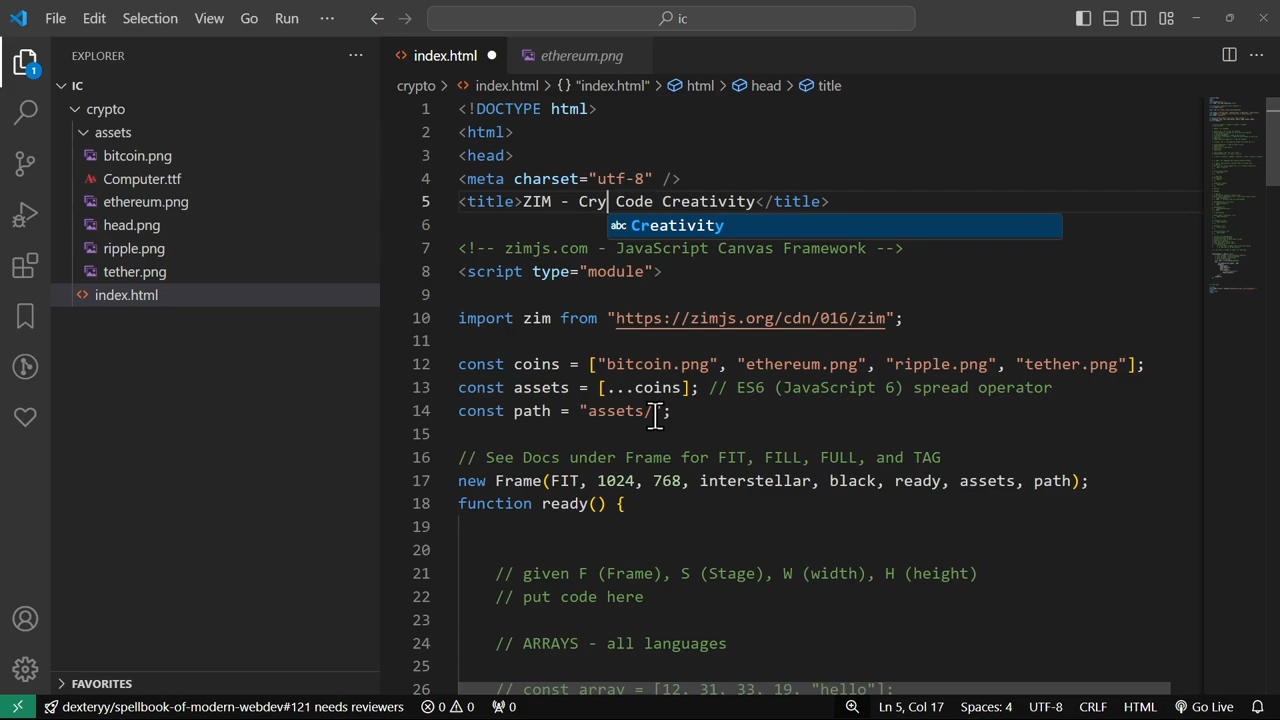 File Edit Selection View Go Run ··· ic
EXPLORER ···
IC
crypto
assets
bitcoin.png
Computer.ttf
ethereum.png
head.png
ripple.png
tether.png
index.html
FAVORITES
1
index.html ethereum.png ···
crypto > index.html > {} "index.html" > html > head > title
1 <!DOCTYPE html>
2 <html>
3 <head>
4 <meta charset="utf-8" />
5 <title>ZIM - Cry Code Creativity</title>
abc Creativity
6
7 <!-- zimjs.com - JavaScript Canvas Framework -->
8 <script type="module">
9
10 import zim from "https://zimjs.org/cdn/016/zim";
11
12 const coins = ["bitcoin.png", "ethereum.png", "ripple.png", "tether.png"];
13 const assets = [...coins]; // ES6 (JavaScript 6) spread operator
14 const path = "assets/";
15
16 // See Docs under Frame for FIT, FILL, FULL, and TAG
17 new Frame(FIT, 1024, 768, interstellar, black, ready, assets, path);
18 function ready() {
19
20
21 // given F (Frame), S (Stage), W (width), H (height)
22 // put code here
23
24 // ARRAYS - all languages
25
26 // const array = [12, 31, 33, 19, "hello"];
dexteryy/spellbook-of-modern-webdev#121 needs reviewers 0 0 0 Ln 5, Col 17 Spaces: 4 UTF-8 CRLF HTML Go Live